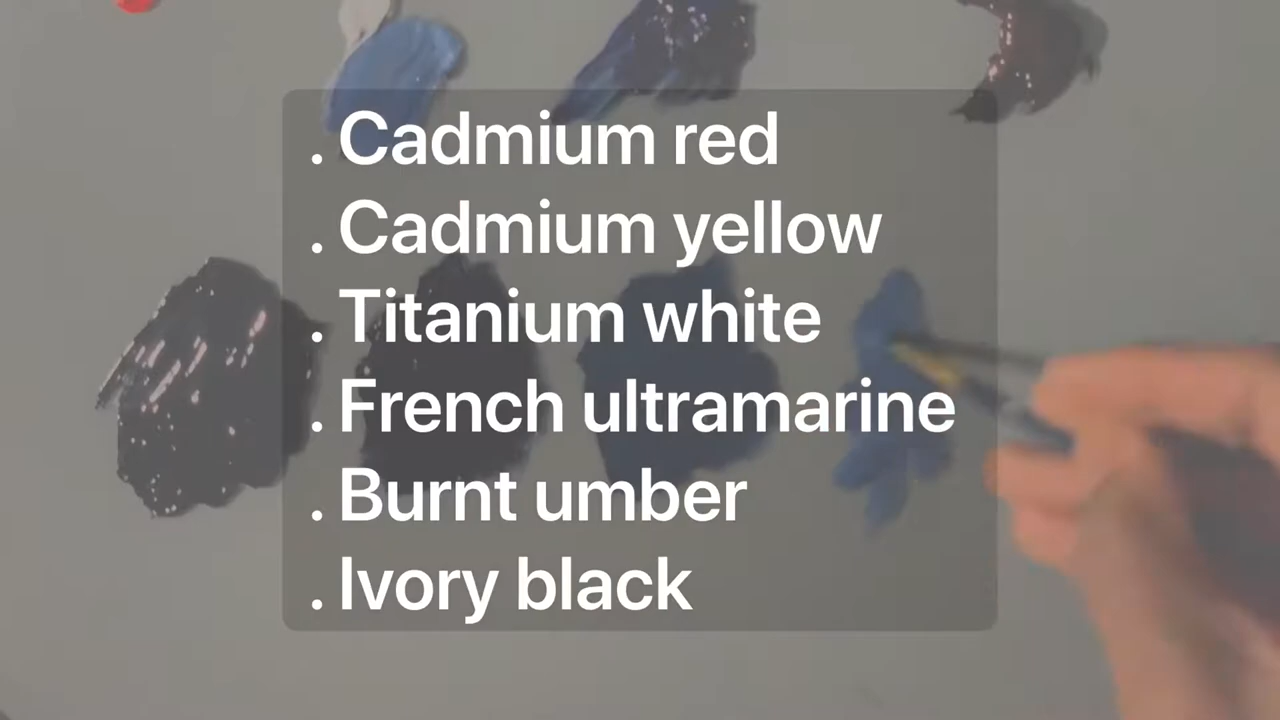 . Cadmium red
. Cadmium yellow
. Titanium white
. French ultramarine
. Burnt umber
. Ivory black